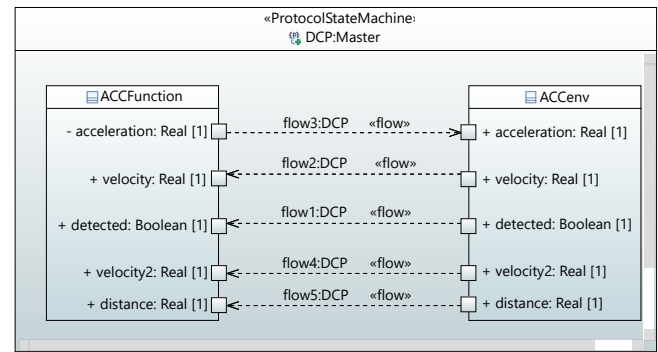 «ProtocolStateMachine›
DCP:Master
ACCFunction
ACCenv
- acceleration: Real [1]
flow3:DCP «flow»
+ acceleration: Real [1]
+ velocity: Real [1]
flow2:DCP «flow»
+ velocity: Real [1]
+ detected: Boolean [1]
flow1:DCP «flow»
+ detected: Boolean [1]
+ velocity2: Real [1]
flow4:DCP «flow»
+ velocity2: Real [1]
+ distance: Real [1]
flow5:DCP «flow»
+ distance: Real [1]